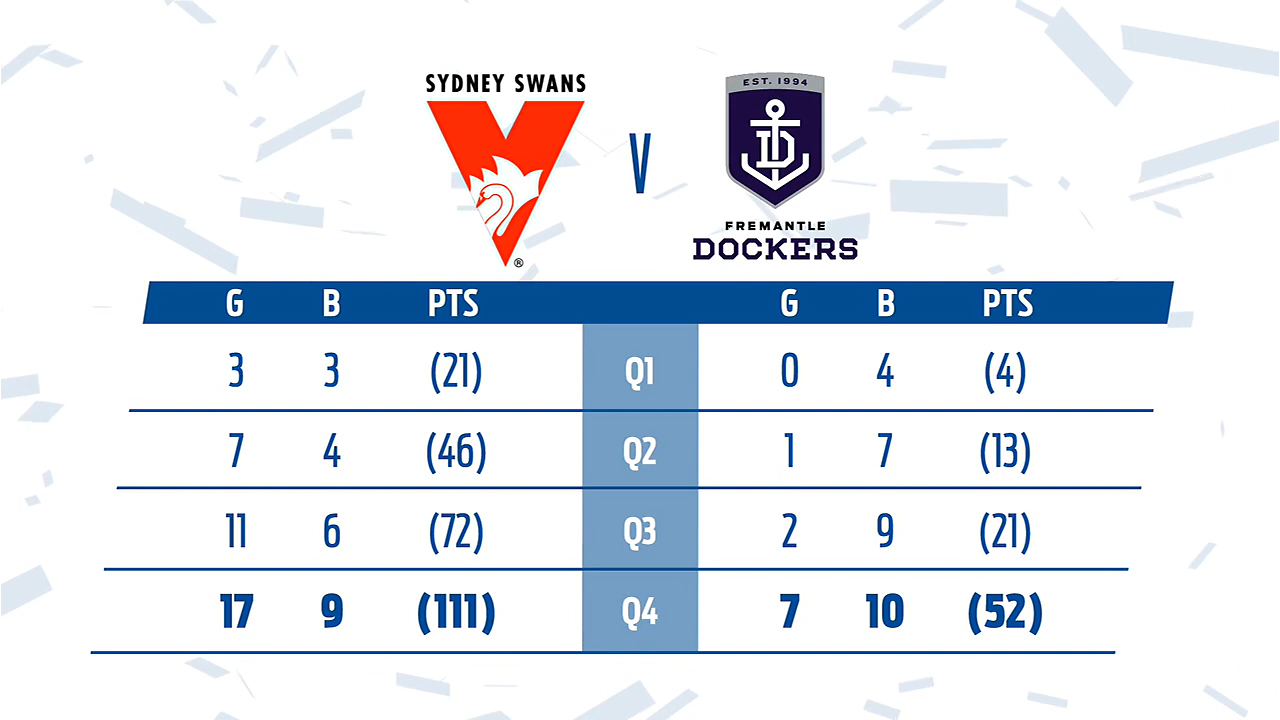 SYDNEY SWANS
®
V
EST. 1994
D
FREMANTLE
DOCKERS
G B PTS G B PTS
3 3 (21) Q1 0 4 (4)
7 4 (46) Q2 1 7 (13)
11 6 (72) Q3 2 9 (21)
17 9 (111) Q4 7 10 (52)